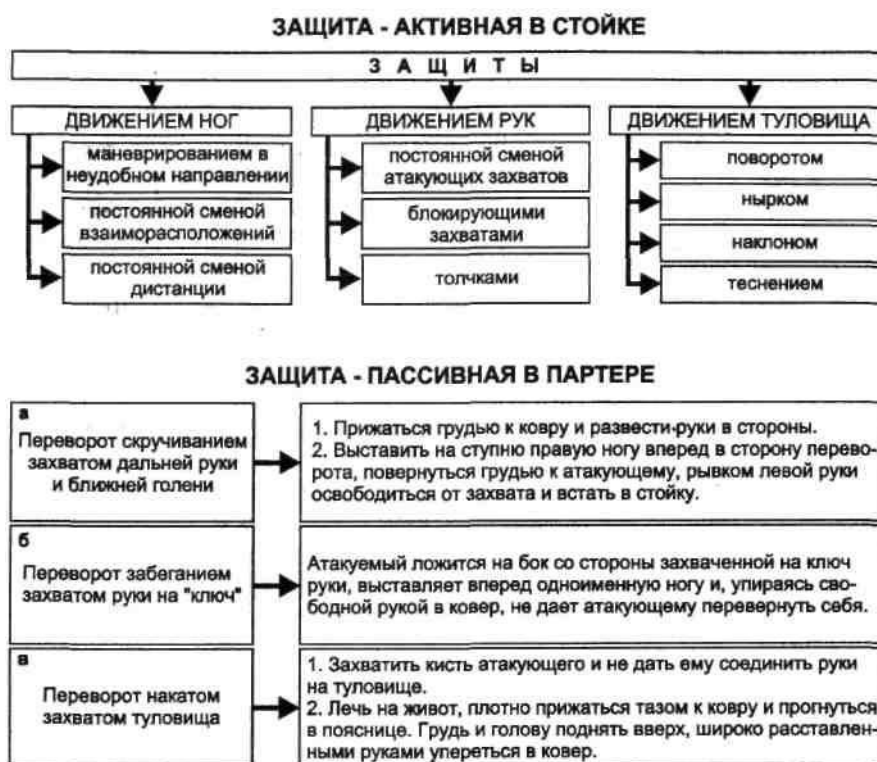 ЗАЩИТА - АКТИВНАЯ В СТОЙКЕ
ЗАЩИТЫ
ДВИЖЕНИЕМ НОГ
маневрированием в
неудобном направлении
постоянной сменой
взаиморасположений
постоянной сменой
дистанции
ДВИЖЕНИЕМ РУК
постоянной сменой
атакующих захватов
блокирующими
захватами
толчками
ДВИЖЕНИЕМ ТУЛОВИЩА
поворотом
нырком
наклоном
теснением
ЗАЩИТА - ПАССИВНАЯ В ПАРТЕРЕ
а
Переворот скручиванием
захватом дальней руки
и ближней голени
1. Прижаться грудью к ковру и развести-руки в стороны.
2. Выставить на ступню правую ногу вперед в сторону перево-
рота, повернуться грудью к атакующему, рывком левой руки
освободиться от захвата и встать в стойку.
б
Переворот забеганием
захватом руки на "ключ"
Атакуемый ложится на бок со стороны захваченной на ключ
руки, выставляет вперед одноименную ногу и, упираясь сво-
бодной рукой в ковер, не дает атакующему перевернуть себя.
в
Переворот накатом
захватом туловища
1. Захватить кисть атакующего и не дать ему соединить руки
на туловище.
2. Лечь на живот, плотно прижаться тазом к ковру и прогнуться
в пояснице. Грудь и голову поднять вверх, широко расставлен-
ными руками упереться в ковер.